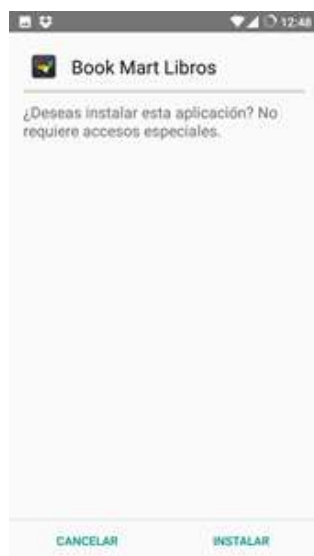 12:48
Book Mart Libros
¿Deseas instalar esta aplicación? No
requiere accesos especiales.
CANCELAR
INSTALAR